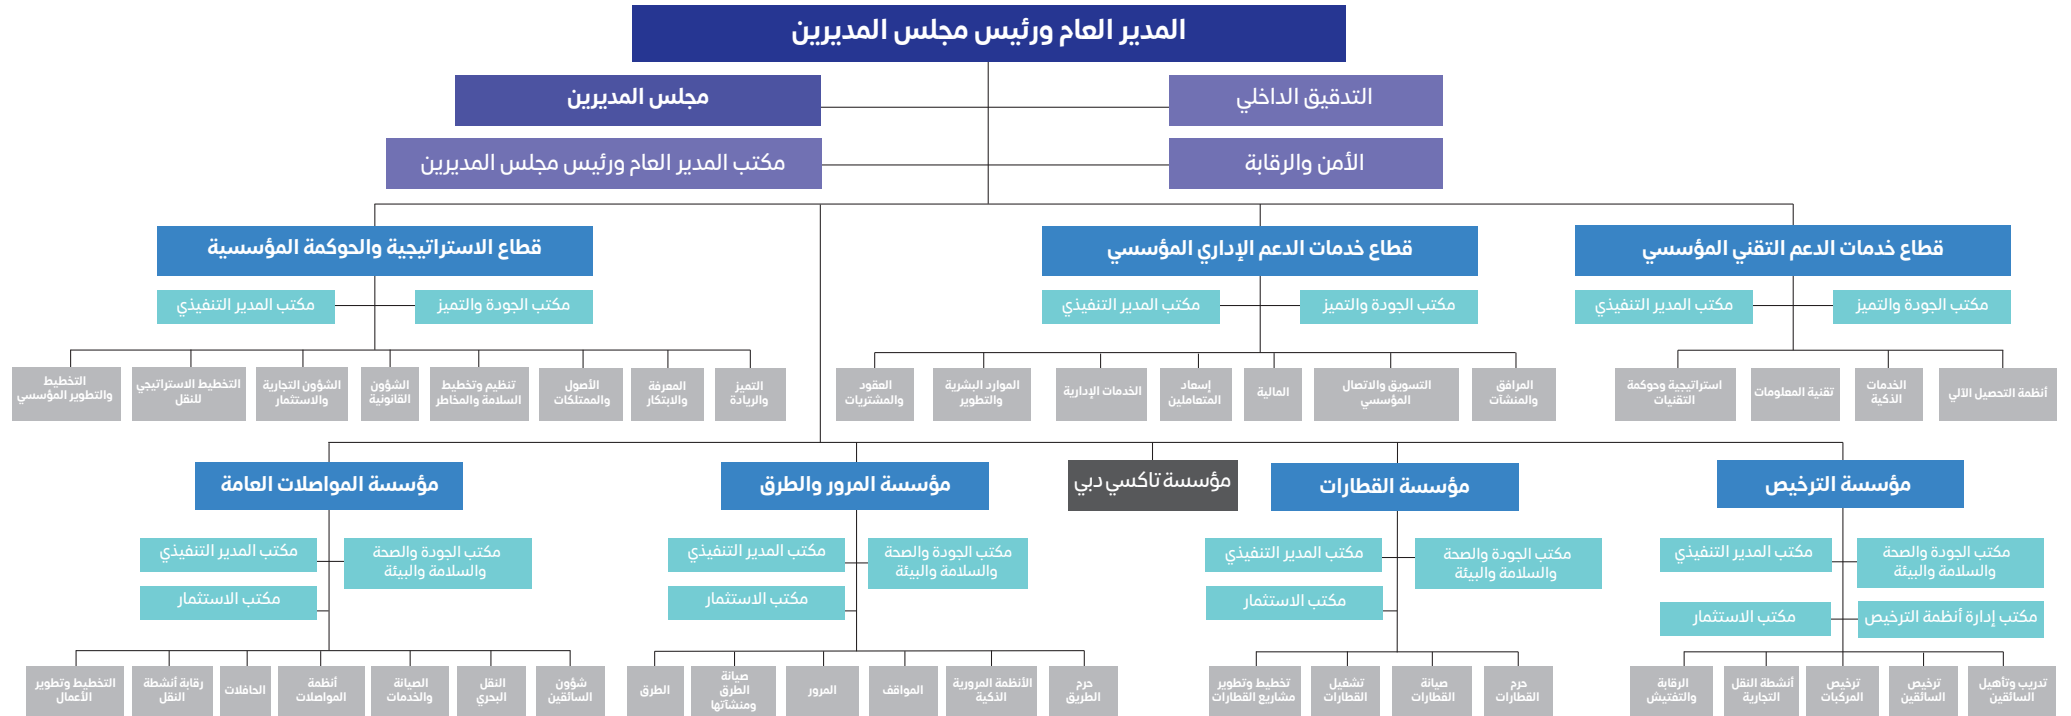 المدير العام ورئيس مجلس المديرين
التدقيق الداخلي
مجلس المديرين
الأمن والرقابة
مكتب المدير العام ورئيس مجلس المديرين
قطاع خدمات الدعم التقني المؤسسي
مكتب الجودة والتميز
مكتب المدير التنفيذي
أنظمة التحصيل الآلي
الخدمات
الذكية
تقنية المعلومات
استراتيجية وحوكمة
التقنيات
قطاع خدمات الدعم الإداري المؤسسي
مكتب الجودة والتميز
مكتب المدير التنفيذي
المرافق
والمنشآت
التسويق والاتصال
المؤسسي
المالية
إسعاد
المتعاملين
الخدمات الإدارية
الموارد البشرية
والتطوير
العقود
والمشتريات
قطاع الاستراتيجية والحوكمة المؤسسية
مكتب الجودة والتميز
مكتب المدير التنفيذي
التميز
والريادة
المعرفة
والابتكار
الأصول
والممتلكات
تنظيم وتخطيط
السلامة والمخاطر
الشؤون
القانونية
الشؤون التجارية
والاستثمار
التخطيط الاستراتيجي
للنقل
التخطيط
والتطوير المؤسسي
مؤسسة الترخيص
مكتب الجودة والصحة
والسلامة والبيئة
مكتب المدير التنفيذي
مكتب إدارة أنظمة الترخيص
مكتب الاستثمار
تدريب وتأهيل
السائقين
ترخيص
السائقين
ترخيص
المركبات
أنشطة النقل
التجارية
الرقابة
والتفتيش
مؤسسة القطارات
مكتب الجودة والصحة
والسلامة والبيئة
مكتب المدير التنفيذي
مكتب الاستثمار
حرم
القطارات
صيانة
القطارات
تشغيل
القطارات
تخطيط وتطوير
مشاريع القطارات
مؤسسة تاكسي دبي
مؤسسة المرور والطرق
مكتب الجودة والصحة
والسلامة والبيئة
مكتب المدير التنفيذي
مكتب الاستثمار
حرم
الطريق
الأنظمة المرورية
الذكية
المواقف
المرور
صيانة
الطرق
ومنشآتها
الطرق
مؤسسة المواصلات العامة
مكتب الجودة والصحة
والسلامة والبيئة
مكتب المدير التنفيذي
مكتب الاستثمار
شؤون
السائقين
النقل
البحري
الصيانة
والخدمات
أنظمة
المواصلات
الحافلات
رقابة أنشطة
النقل
التخطيط وتطوير
الأعمال